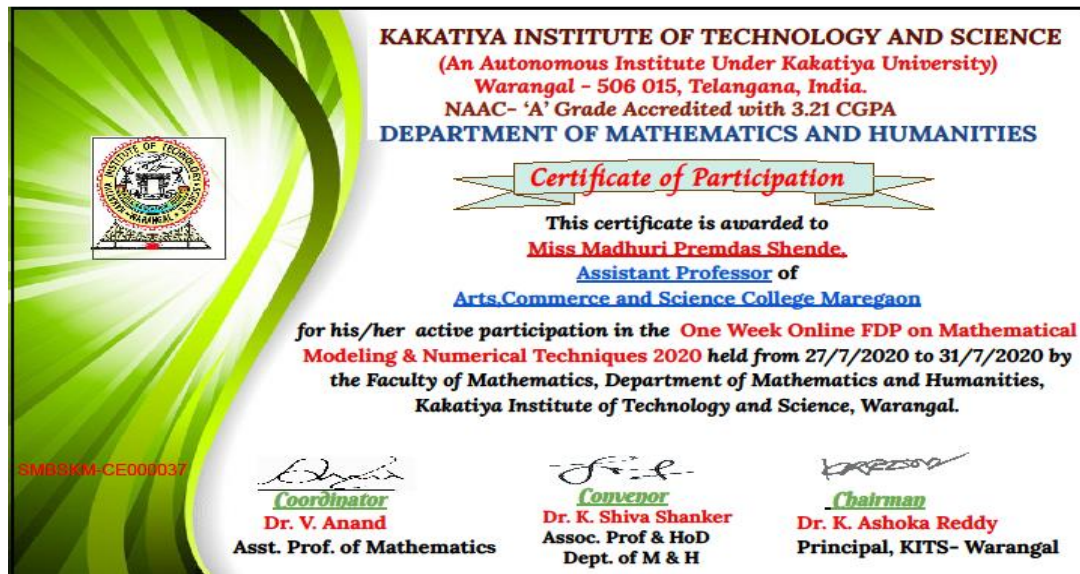 KAKATIYA INSTITUTE OF TECHNOLOGY AND SCIENCE
(An Autonomous Institute Under Kakatiya University)
Warangal - 506 015, Telangana, India.
NAAC- ‘A’ Grade Accredited with 3.21 CGPA
DEPARTMENT OF MATHEMATICS AND HUMANITIES
INSTITUTE OF TECHNOLOGY
KAKATIYA
WARANGAL
Certificate of Participation
This certificate is awarded to
Miss Madhuri Premdas Shende,
Assistant Professor of
Arts,Commerce and Science College Maregaon
for his/her active participation in the One Week Online FDP on Mathematical
Modeling & Numerical Techniques 2020 held from 27/7/2020 to 31/7/2020 by
the Faculty of Mathematics, Department of Mathematics and Humanities,
Kakatiya Institute of Technology and Science, Warangal.
SMBSKM-CE000037
Coordinator
Dr. V. Anand
Asst. Prof. of Mathematics
Convenor
Dr. K. Shiva Shanker
Assoc. Prof & HoD
Dept. of M & H
Chairman
Dr. K. Ashoka Reddy
Principal, KITS- Warangal